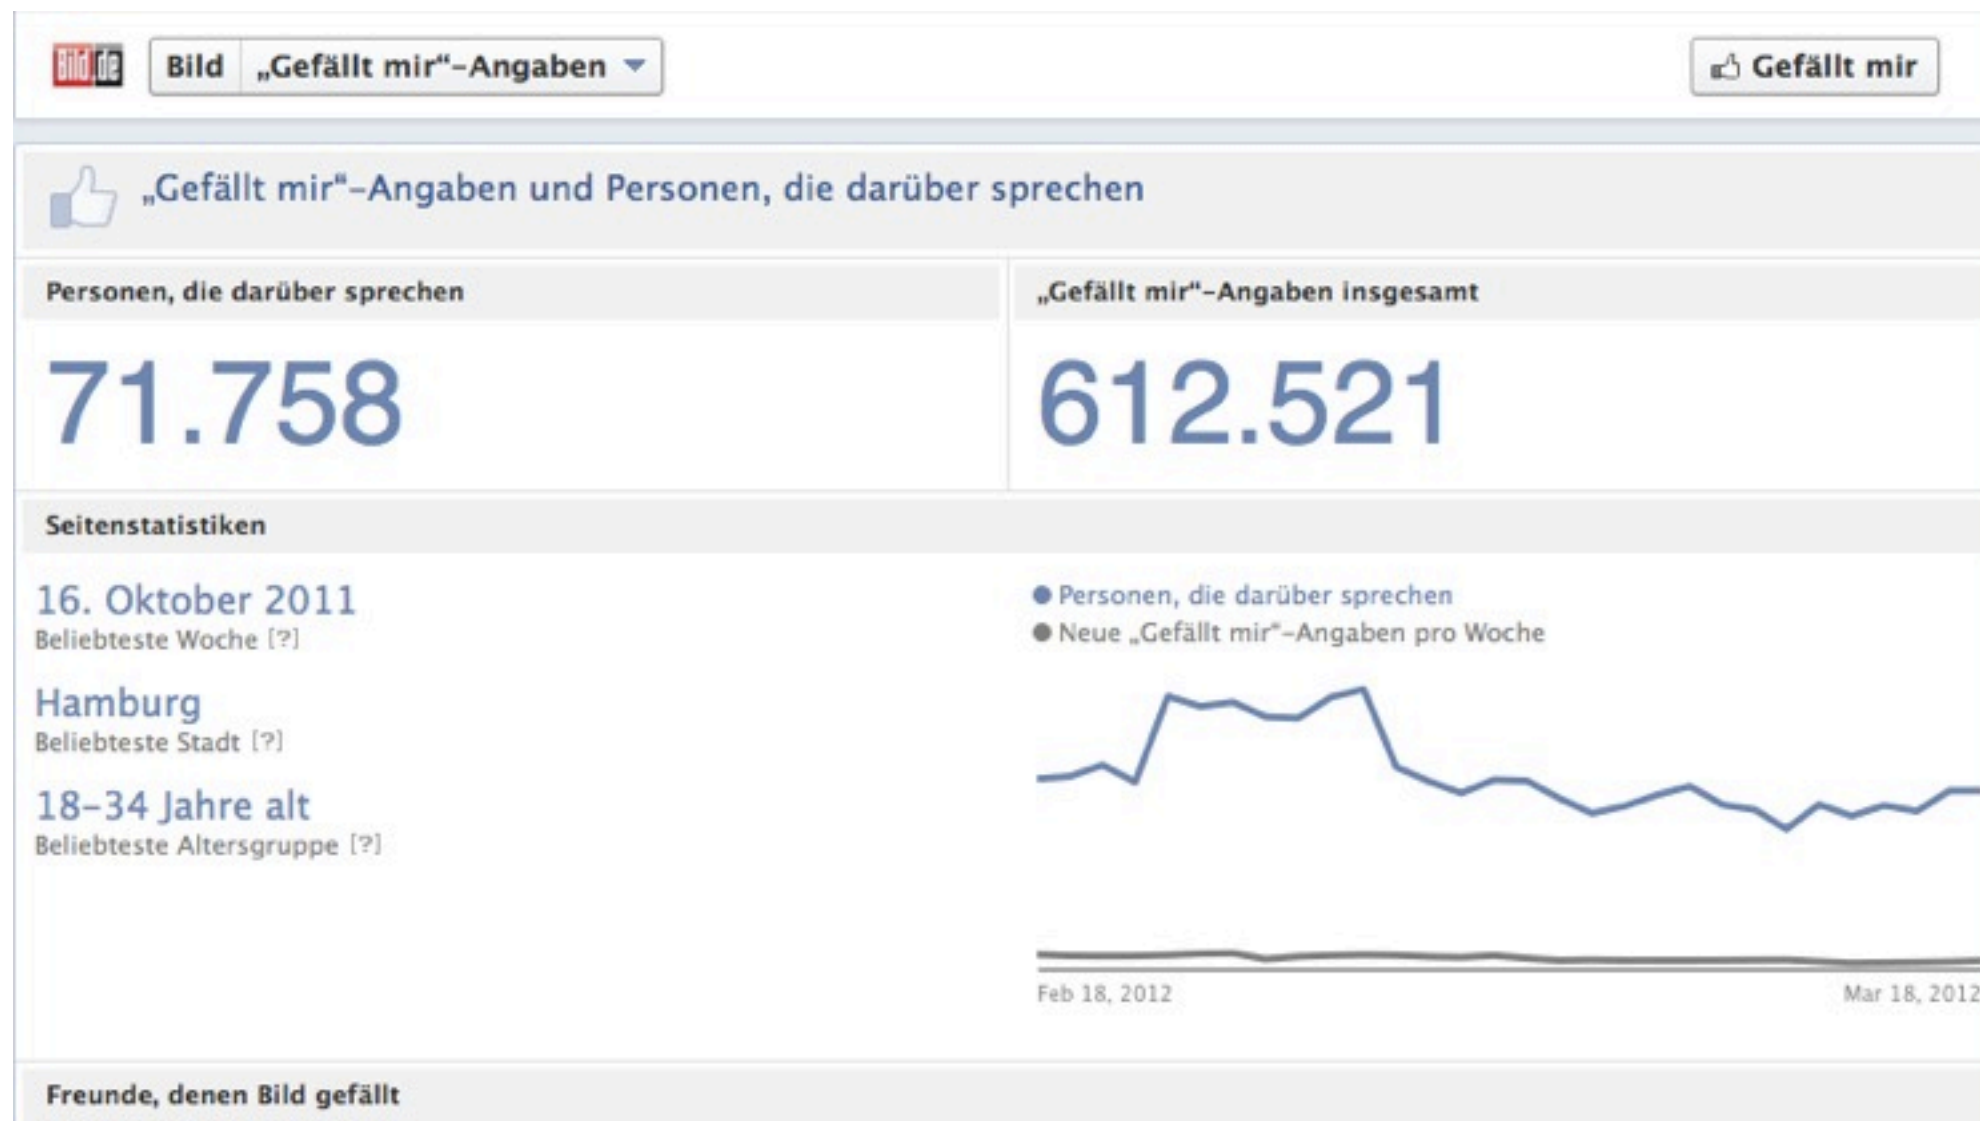 Bild.de
Bild „Gefällt mir“-Angaben
Gefällt mir
„Gefällt mir“-Angaben und Personen, die darüber sprechen
Personen, die darüber sprechen
71.758
„Gefällt mir“-Angaben insgesamt
612.521
Seitenstatistiken
16. Oktober 2011
Beliebteste Woche [?]
Hamburg
Beliebteste Stadt [?]
18-34 Jahre alt
Beliebteste Altersgruppe [?]
Personen, die darüber sprechen
Neue „Gefällt mir“-Angaben pro Woche
Feb 18, 2012
Mar 18, 2012
Freunde, denen Bild gefällt